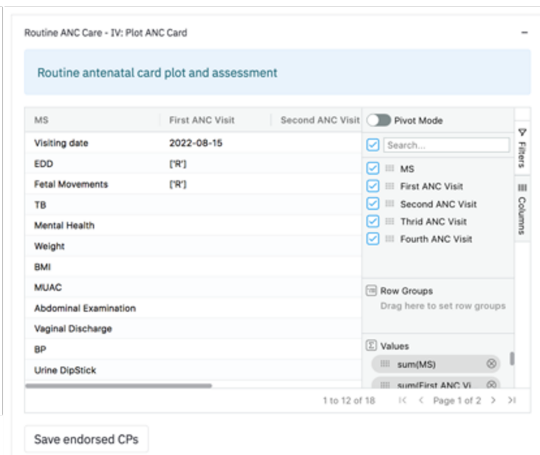 Routine ANC Care - IV: Plot ANC Card
Routine antenatal card plot and assessment
MS First ANC Visit Second ANC Visit Pivot Mode
Visiting date 2022-08-15
EDD ['R']
Fetal Movements ['R']
TB
Mental Health
Weight
BMI
MUAC
Abdominal Examination
Vaginal Discharge
BP
Urine DipStick
Search...
MS
First ANC Visit
Second ANC Visit
Thrid ANC Visit
Fourth ANC Visit
Row Groups
Drag here to set row groups
Values
sum(MS)
sum(First ANC Vi
Filters
Columns
1 to 12 of 18 Page 1 of 2
Save endorsed CPs